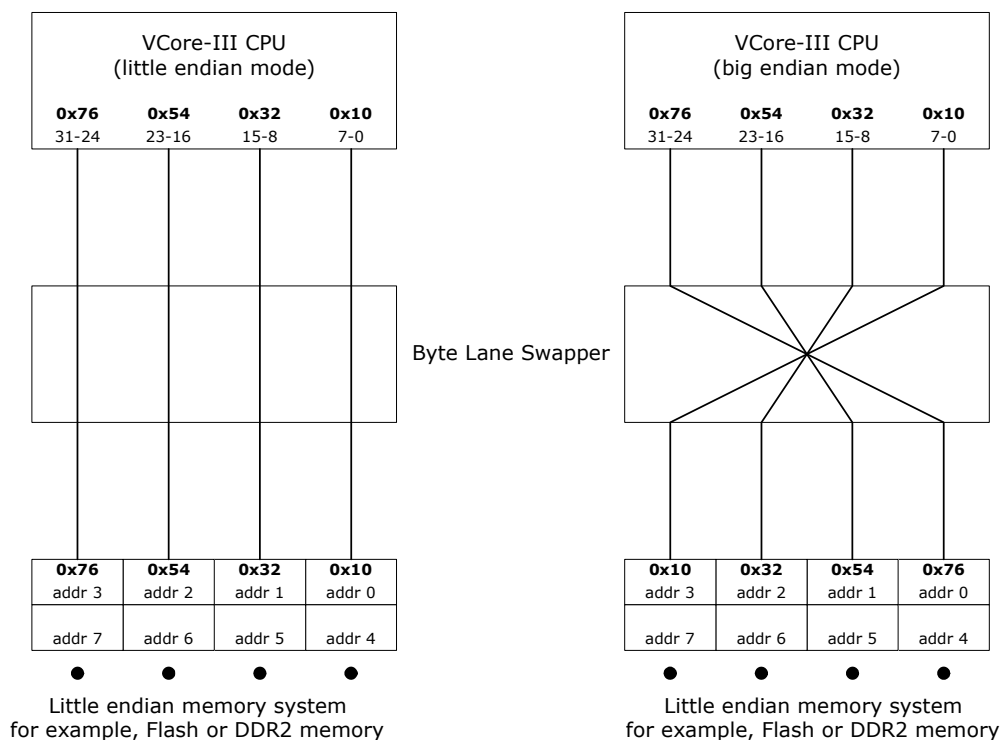 VCore-III CPU
(little endian mode)
0x76 0x54 0x32 0x10
31-24 23-16 15-8 7-0
VCore-III CPU
(big endian mode)
0x76 0x54 0x32 0x10
31-24 23-16 15-8 7-0
Byte Lane Swapper
0x76 0x54 0x32 0x10
addr 3 addr 2 addr 1 addr 0
addr 7 addr 6 addr 5 addr 4
Little endian memory system
for example, Flash or DDR2 memory
0x10 0x32 0x54 0x76
addr 3 addr 2 addr 1 addr 0
addr 7 addr 6 addr 5 addr 4
Little endian memory system
for example, Flash or DDR2 memory